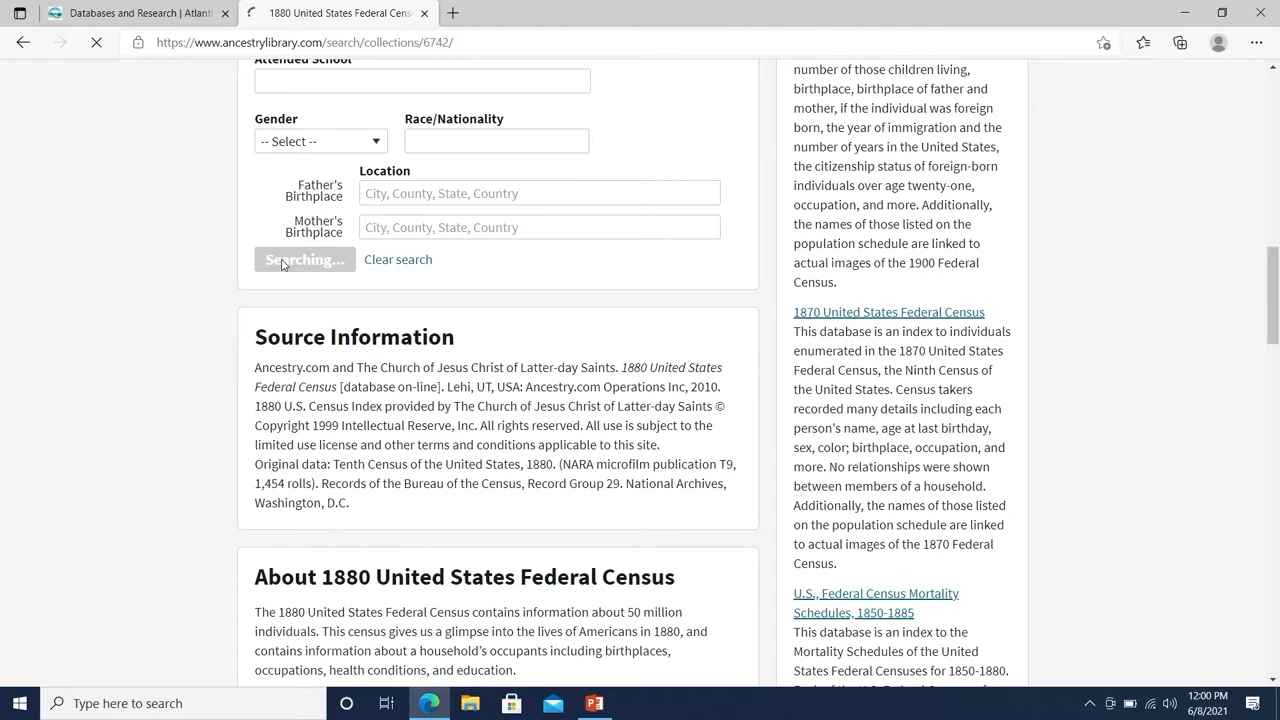 Databases and Research | Atlant
1880 United States Federal Cens
https://www.ancestrylibrary.com/search/collections/6742/
Attended School
Gender
Race/Nationality
-- Select --
Location
Father's
Birthplace
City, County, State, Country
Mother's
Birthplace
City, County, State, Country
Searching...
Clear search
Source Information
Ancestry.com and The Church of Jesus Christ of Latter-day Saints. 1880 United States
Federal Census [database on-line]. Lehi, UT, USA: Ancestry.com Operations Inc, 2010.
1880 U.S. Census Index provided by The Church of Jesus Christ of Latter-day Saints ©
Copyright 1999 Intellectual Reserve, Inc. All rights reserved. All use is subject to the
limited use license and other terms and conditions applicable to this site.
Original data: Tenth Census of the United States, 1880. (NARA microfilm publication T9,
1,454 rolls). Records of the Bureau of the Census, Record Group 29. National Archives,
Washington, D.C.
About 1880 United States Federal Census
The 1880 United States Federal Census contains information about 50 million
individuals. This census gives us a glimpse into the lives of Americans in 1880, and
contains information about a household's occupants including birthplaces,
occupations, health conditions, and education.
number of those children living,
birthplace, birthplace of father and
mother, if the individual was foreign
born, the year of immigration and the
number of years in the United States,
the citizenship status of foreign-born
individuals over age twenty-one,
occupation, and more. Additionally,
the names of those listed on the
population schedule are linked to
actual images of the 1900 Federal
Census.
1870 United States Federal Census
This database is an index to individuals
enumerated in the 1870 United States
Federal Census, the Ninth Census of
the United States. Census takers
recorded many details including each
person's name, age at last birthday,
sex, color; birthplace, occupation, and
more. No relationships were shown
between members of a household.
Additionally, the names of those listed
on the population schedule are linked
to actual images of the 1870 Federal
Census.
U.S., Federal Census Mortality
Schedules, 1850-1885
This database is an index to the
Mortality Schedules of the United
States Federal Censuses for 1850-1880.
Type here to search
12:00 PM
6/8/2021